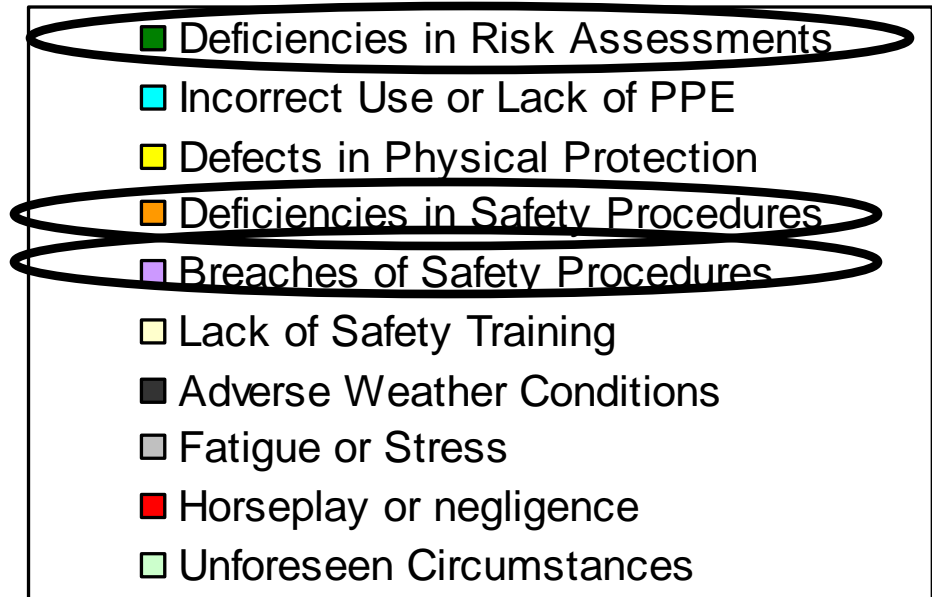 Deficiencies in Risk Assessments
Incorrect Use or Lack of PPE
Defects in Physical Protection
Deficiencies in Safety Procedures
Breaches of Safety Procedures
Lack of Safety Training
Adverse Weather Conditions
Fatigue or Stress
Horseplay or negligence
Unforeseen Circumstances